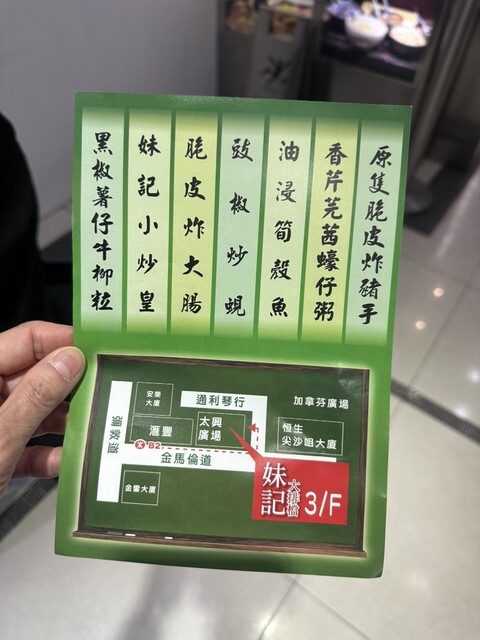 原隻脆皮炸豬手
香芹芫茜蠔仔粥
油浸筍殼魚
豉椒炒蜆
脆皮炸大腸
妹記小炒皇
黑椒薯仔牛柳粒
安樂
大廈
通利琴行
加拿芬廣場
彌敦道
滙豐
太興
廣場
恒生
尖沙咀大廈
B2
金馬倫道
金鑾大廈
妹記
大排檔
3/F